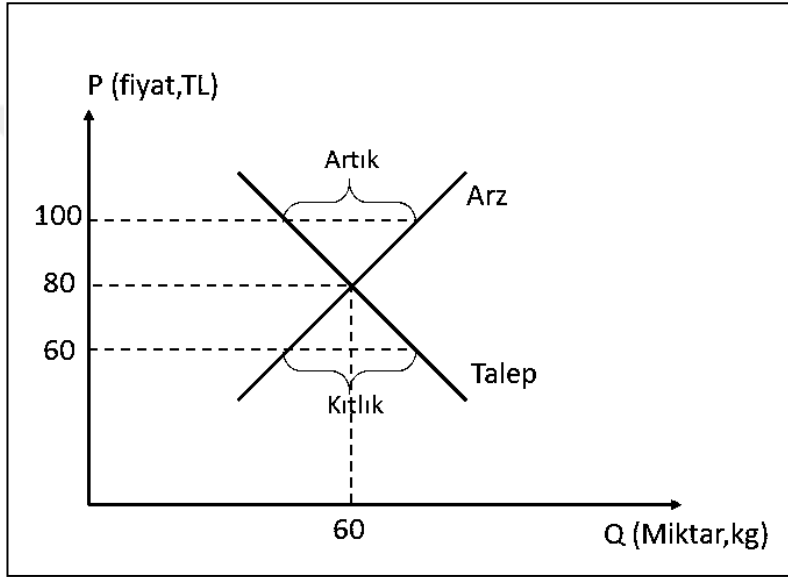 P (fiyat,TL)
Artık
Arz
100
80
60
Talep
Kıtlık
60
Q (Miktar,kg)